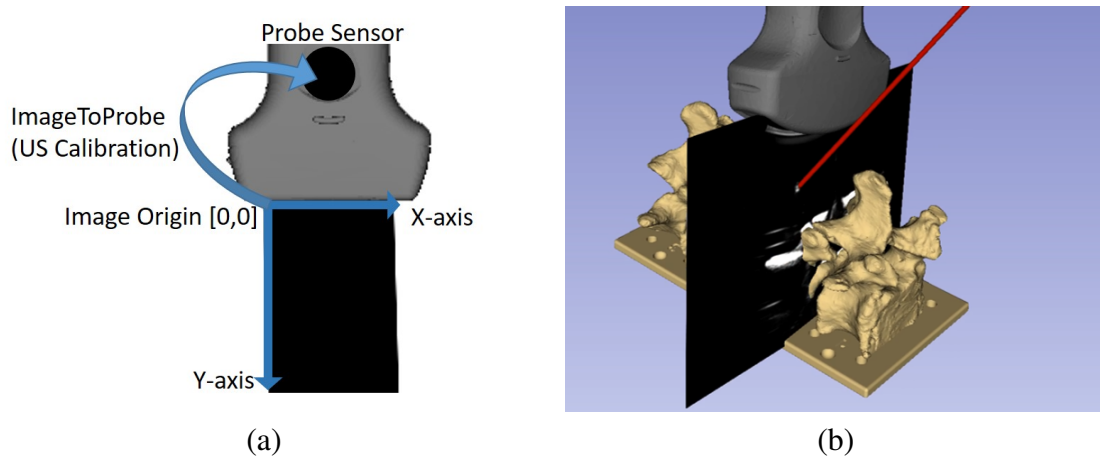 Probe Sensor
ImageToProbe
(US Calibration)
Image Origin [0,0]
X-axis
Y-axis
(a)
(b)